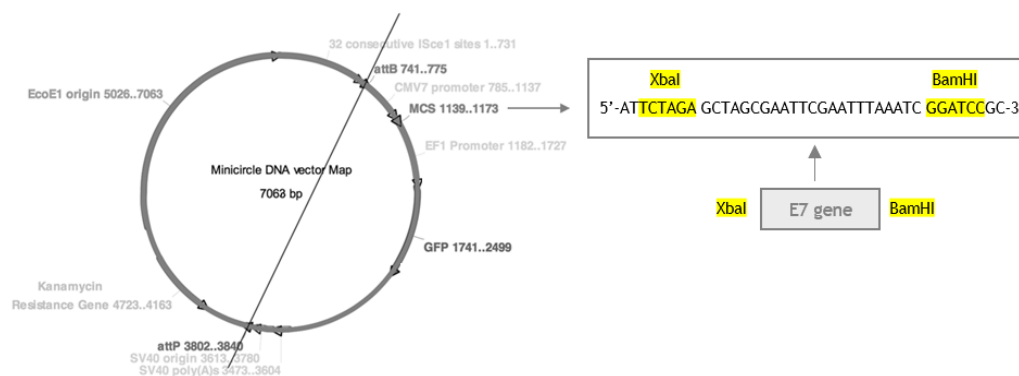 32 consecutive ISce1 sites 1..731
attB 741..775
CMV7 promoter 785..1137
MCS 1139..1173
EF1 Promoter 1182..1727
GFP 1741..2499
SV40 poly(A)s 3473..3604
SV40 origin 3613..3780
attP 3802..3840
Kanamycin
Resistance Gene 4723..4163
EcoE1 origin 5026..7063
Minicircle DNA vector Map
7063 bp
XbaI
BamHI
5’-ATTCTAGA GCTAGCGAATTCGAATTTAAATC GGATCCGC-3
XbaI
E7 gene
BamHI